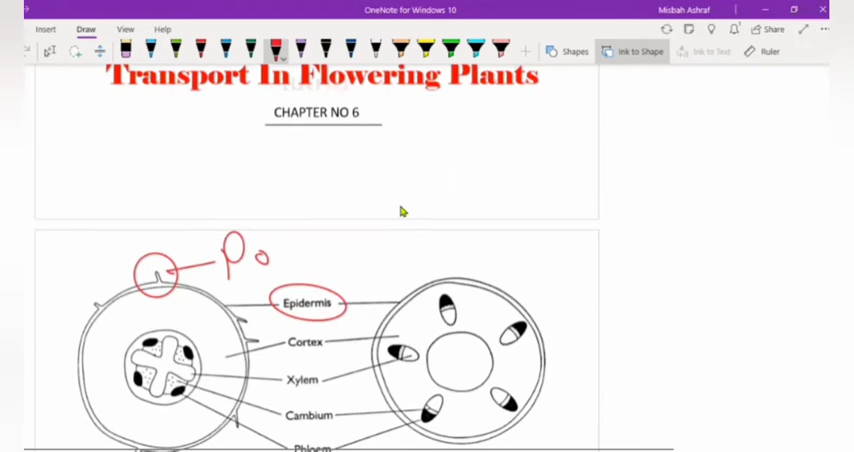 OneNote for Windows 10
Misbah Ashraf
Insert Draw View Help
Share
Shapes Ink to Shape Ink to Text Ruler
Transport In Flowering Plants
CHAPTER NO 6
Po
Epidermis
Cortex
Xylem
Cambium
Phloem